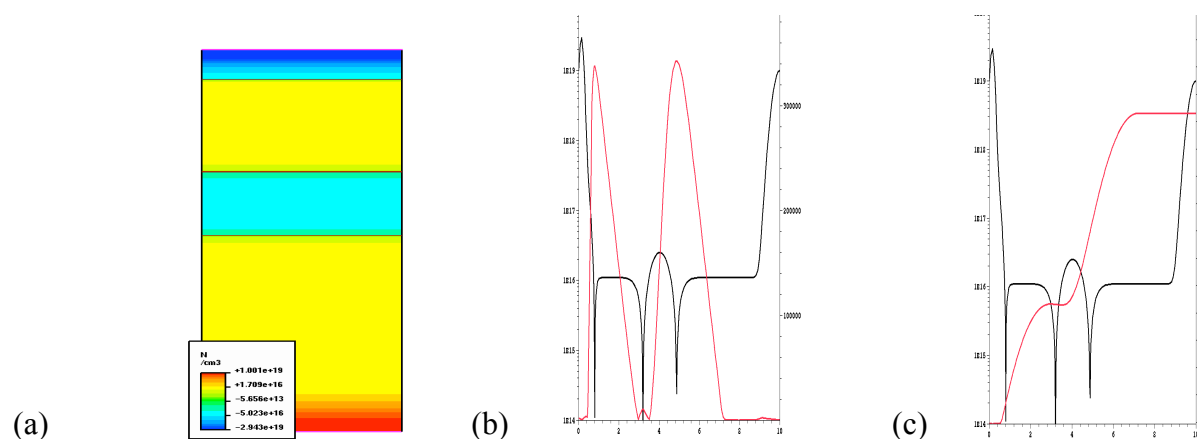 N
/cm3
+1.001e+19
+1.709e+16
-5.656e+13
-5.023e+16
-2.943e+19
(a)
1E19
1E18
1E17
1E16
1E15
1E14
300000
200000
100000
0 2 4 6 8 10
(b)
1E19
1E18
1E17
1E16
1E15
1E14
0 2 4 6 8 10
(c)